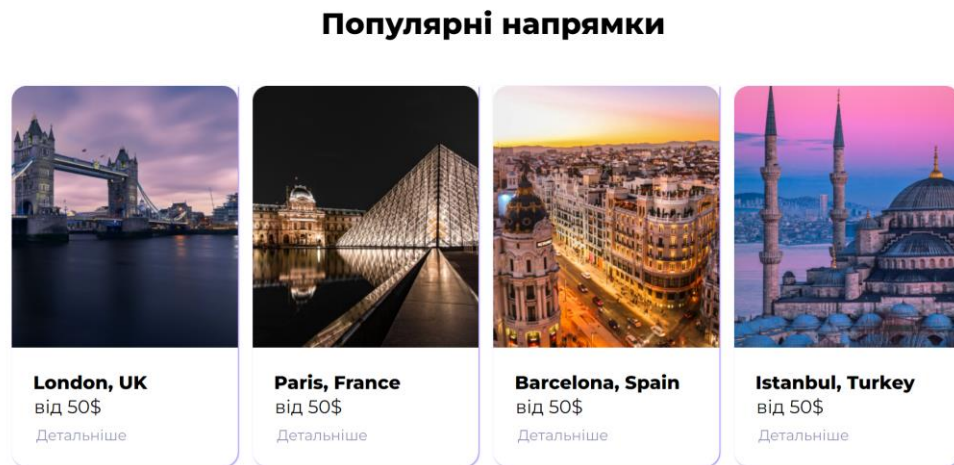 Популярні напрямки
London, UK
від 50$
Детальніше
Paris, France
від 50$
Детальніше
Barcelona, Spain
від 50$
Детальніше
Istanbul, Turkey
від 50$
Детальніше